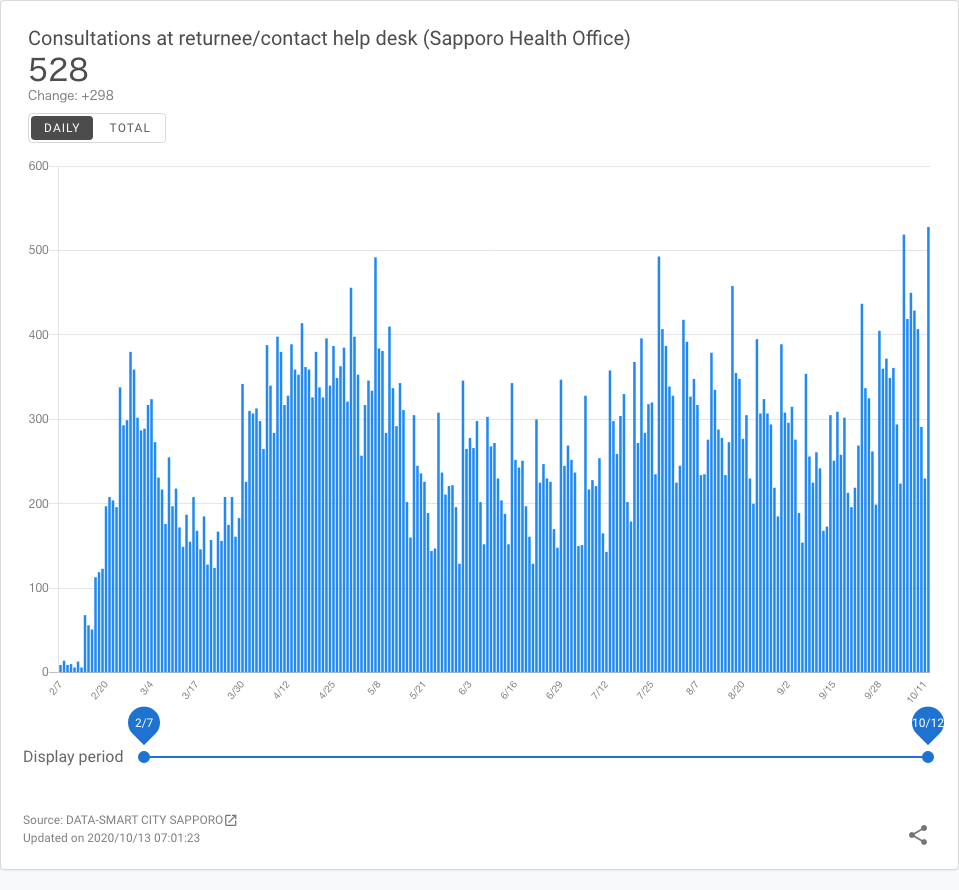 Consultations at returnee/contact help desk (Sapporo Health Office)
528
Change: +298
DAILY TOTAL
600
500
400
300
200
100
0
2/7 2/20 3/4 3/17 3/30 4/12 4/25 5/8 5/21 6/3 6/16 6/29 7/12 7/25 8/7 8/20 9/2 9/15 9/28 10/11
2/7 10/12
Display period
Source: DATA-SMART CITY SAPPORO
Updated on 2020/10/13 07:01:23